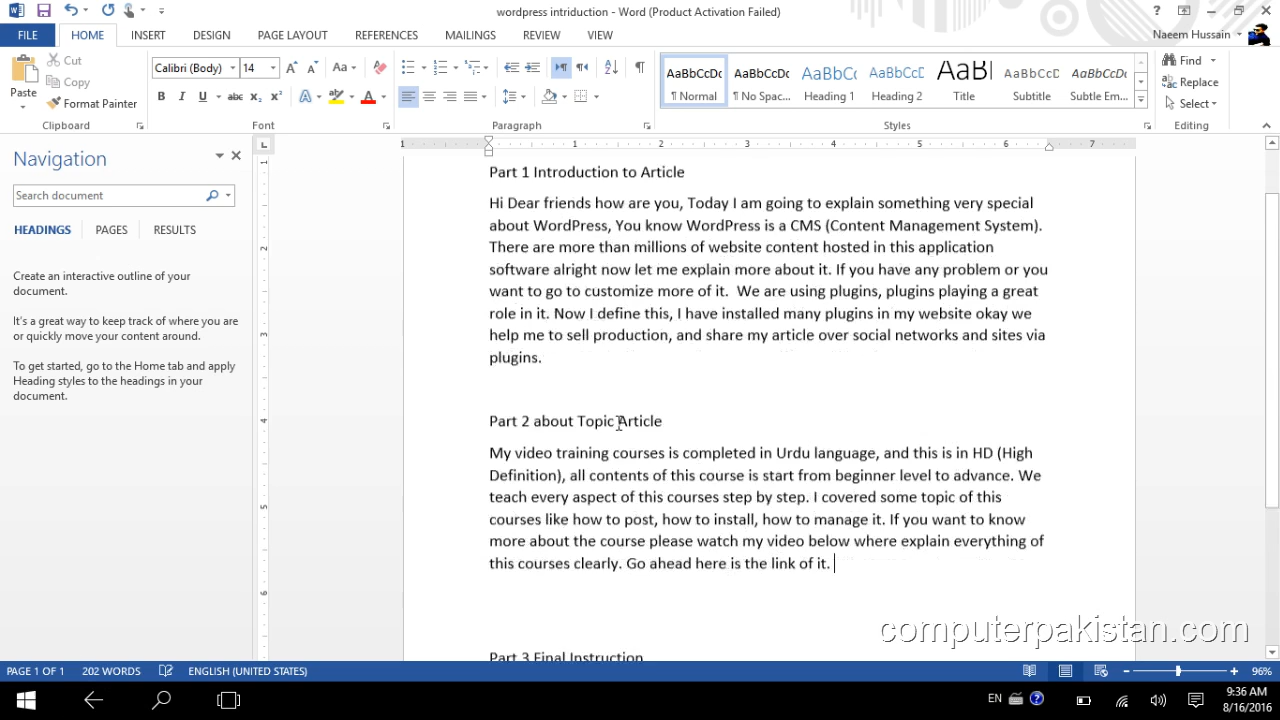 wordpress intriduction - Word (Product Activation Failed)
FILE HOME INSERT DESIGN PAGE LAYOUT REFERENCES MAILINGS REVIEW VIEW Naeem Hussain
Paste
Cut
Copy
Format Painter
Clipboard
Calibri (Body) 14
Font
Paragraph
AaBbCcDc AaBbCcDc AaBbC AaBbCcD AaB AaBbCcD AaBbCcD
¶ Normal ¶ No Spac... Heading 1 Heading 2 Title Subtitle Subtle Em...
Styles
Find
Replace
Select
Editing
Navigation
Search document
HEADINGS PAGES RESULTS
Create an interactive outline of your
document.
It's a great way to keep track of where you are
or quickly move your content around.
To get started, go to the Home tab and apply
Heading styles to the headings in your
document.
Part 1 Introduction to Article
Hi Dear friends how are you, Today I am going to explain something very special
about WordPress, You know WordPress is a CMS (Content Management System).
There are more than millions of website content hosted in this application
software alright now let me explain more about it. If you have any problem or you
want to go to customize more of it.  We are using plugins, plugins playing a great
role in it. Now I define this, I have installed many plugins in my website okay we
help me to sell production, and share my article over social networks and sites via
plugins.
Part 2 about Topic Article
My video training courses is completed in Urdu language, and this is in HD (High
Definition), all contents of this course is start from beginner level to advance. We
teach every aspect of this courses step by step. I covered some topic of this
courses like how to post, how to install, how to manage it. If you want to know
more about the course please watch my video below where explain everything of
this courses clearly. Go ahead here is the link of it.
Part 3 Final Instruction
computerpakistan.com
PAGE 1 OF 1 202 WORDS ENGLISH (UNITED STATES) 96%
EN 9:36 AM
8/16/2016